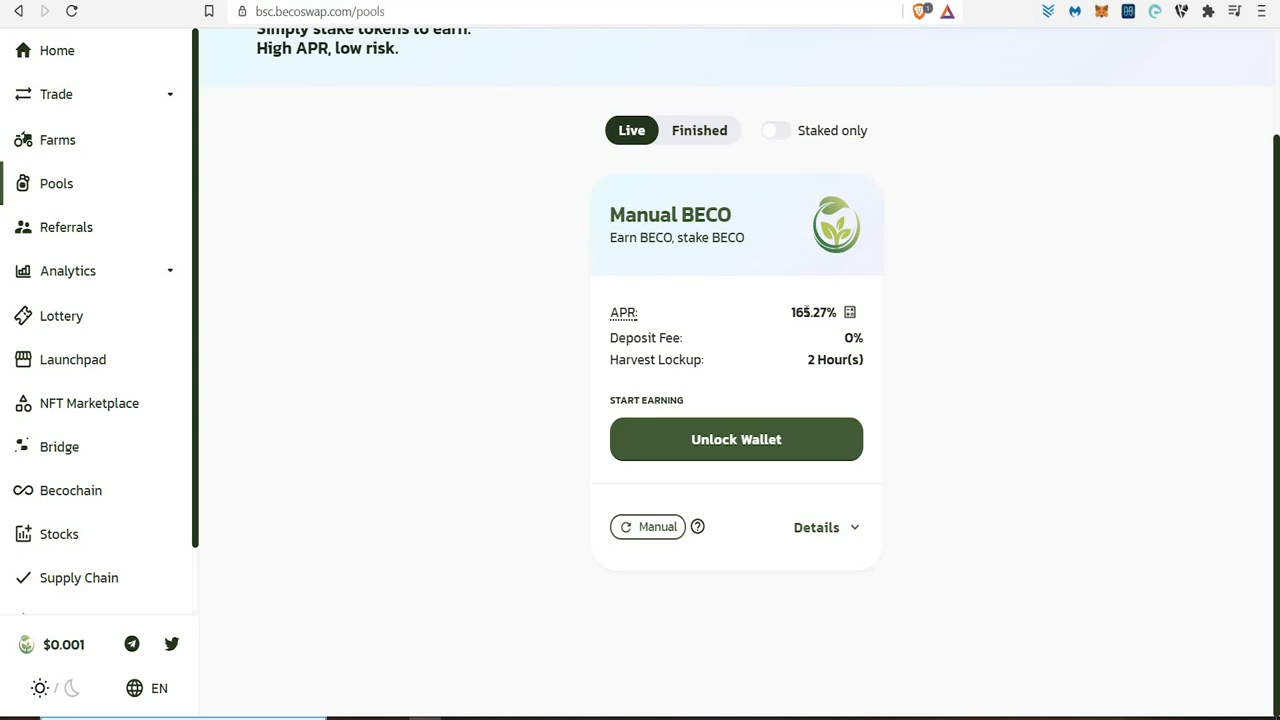 bsc.becoswap.com/pools
1
Home
Trade
Farms
Pools
Referrals
Analytics
Lottery
Launchpad
NFT Marketplace
Bridge
Becochain
Stocks
Supply Chain
$0.001
/
EN
Simply stake tokens to earn.
High APR, low risk.
Live
Finished
Staked only
Manual BECO
Earn BECO, stake BECO
APR: 165.27%
Deposit Fee: 0%
Harvest Lockup: 2 Hour(s)
START EARNING
Unlock Wallet
Manual
Details